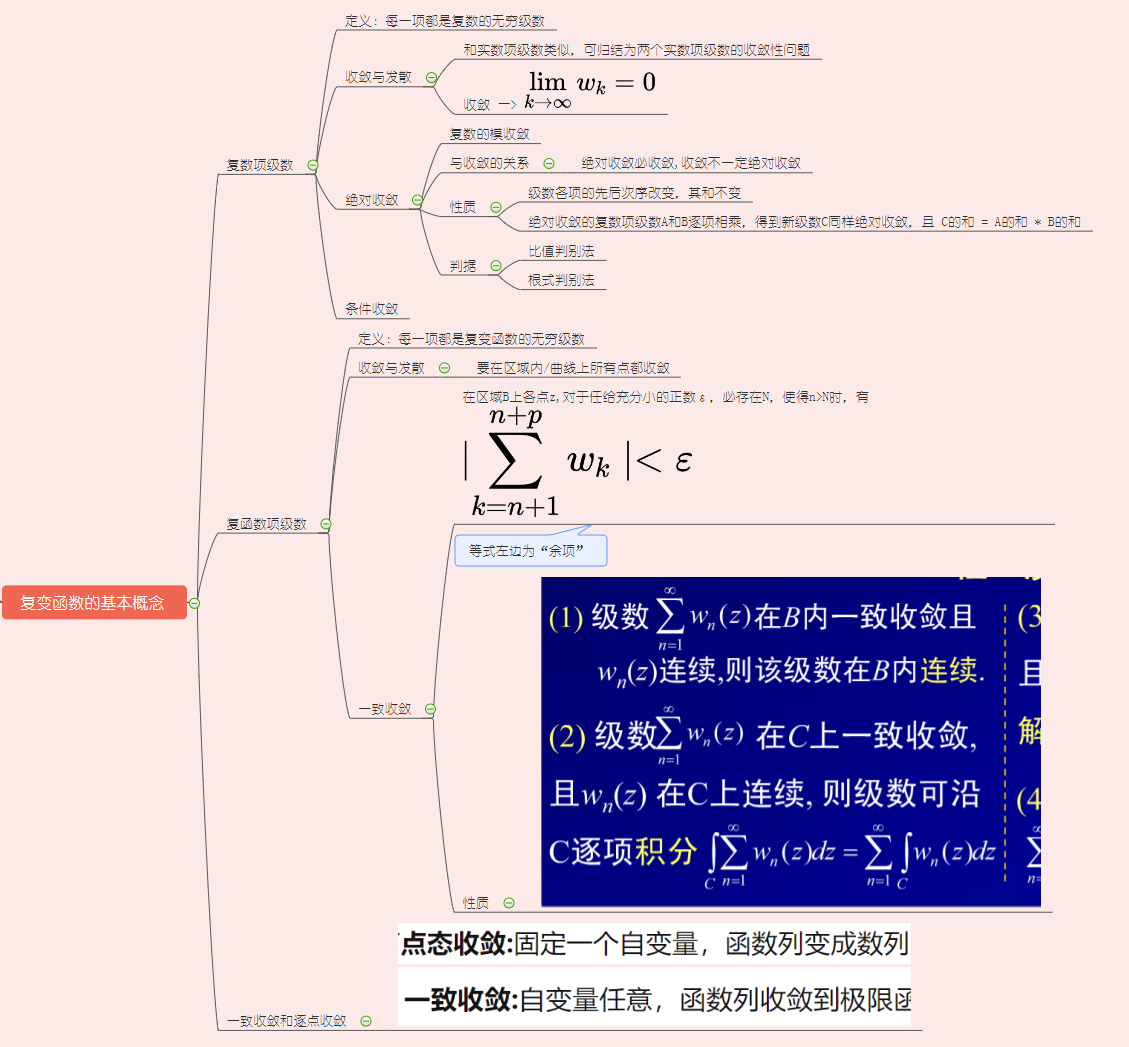 定义：每一项都是复数的无穷级数
和实数项级数类似，可归结为两个实数项级数的收敛性问题
收敛与发散
收敛 —> lim k→∞ w_k = 0
复数的模收敛
复数项级数
与收敛的关系
绝对收敛必收敛,收敛不一定绝对收敛
级数各项的先后次序改变，其和不变
绝对收敛
性质
绝对收敛的复数项级数A和B逐项相乘，得到新级数C同样绝对收敛，且 C的和 = A的和 * B的和
比值判别法
判据
根式判别法
条件收敛
定义：每一项都是复变函数的无穷级数
收敛与发散
要在区域内/曲线上所有点都收敛
在区域B上各点z,对于任给充分小的正数ε，必存在N，使得n>N时，有
| ∑_{k=n+1}^{n+p} w_k | < ε
复函数项级数
等式左边为“余项”
复变函数的基本概念
(1) 级数 ∑_{n=1}^{∞} w_n(z)在B内一致收敛且
w_n(z)连续,则该级数在B内连续.
一致收敛
(2) 级数∑_{n=1}^{∞} w_n(z) 在C上一致收敛,
且w_n(z) 在C上连续, 则级数可沿
C逐项积分 ∫_C ∑_{n=1}^{∞} w_n(z)dz = ∑_{n=1}^{∞} ∫_C w_n(z)dz
(3
且
(4
∑
性质
点态收敛:固定一个自变量，函数列变成数列
一致收敛:自变量任意，函数列收敛到极限函
一致收敛和逐点收敛